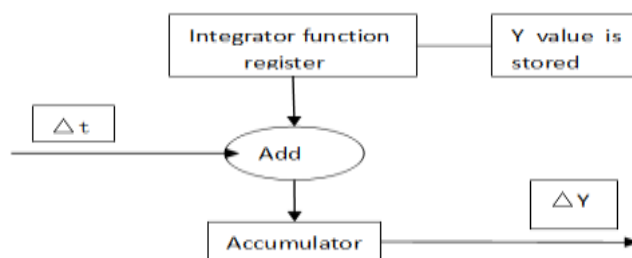 Integrator function
register
Y value is
stored
△ t
Add
△ Y
Accumulator